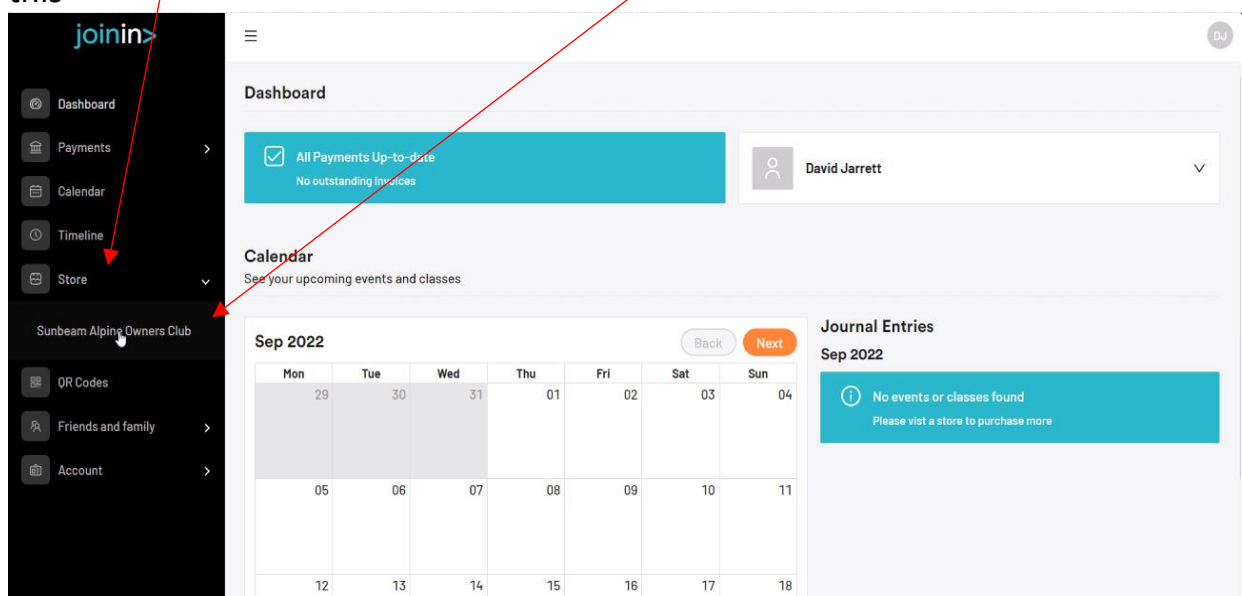 joinin>
DJ
Dashboard
Payments
Calendar
Timeline
Store
Sunbeam Alpine Owners Club
QR Codes
Friends and family
Account
Dashboard
All Payments Up-to-date
No outstanding invoices
David Jarrett
Calendar
See your upcoming events and classes
Sep 2022
Back Next
Mon Tue Wed Thu Fri Sat Sun
29 30 31 01 02 03 04
05 06 07 08 09 10 11
12 13 14 15 16 17 18
Journal Entries
Sep 2022
No events or classes found
Please vist a store to purchase more